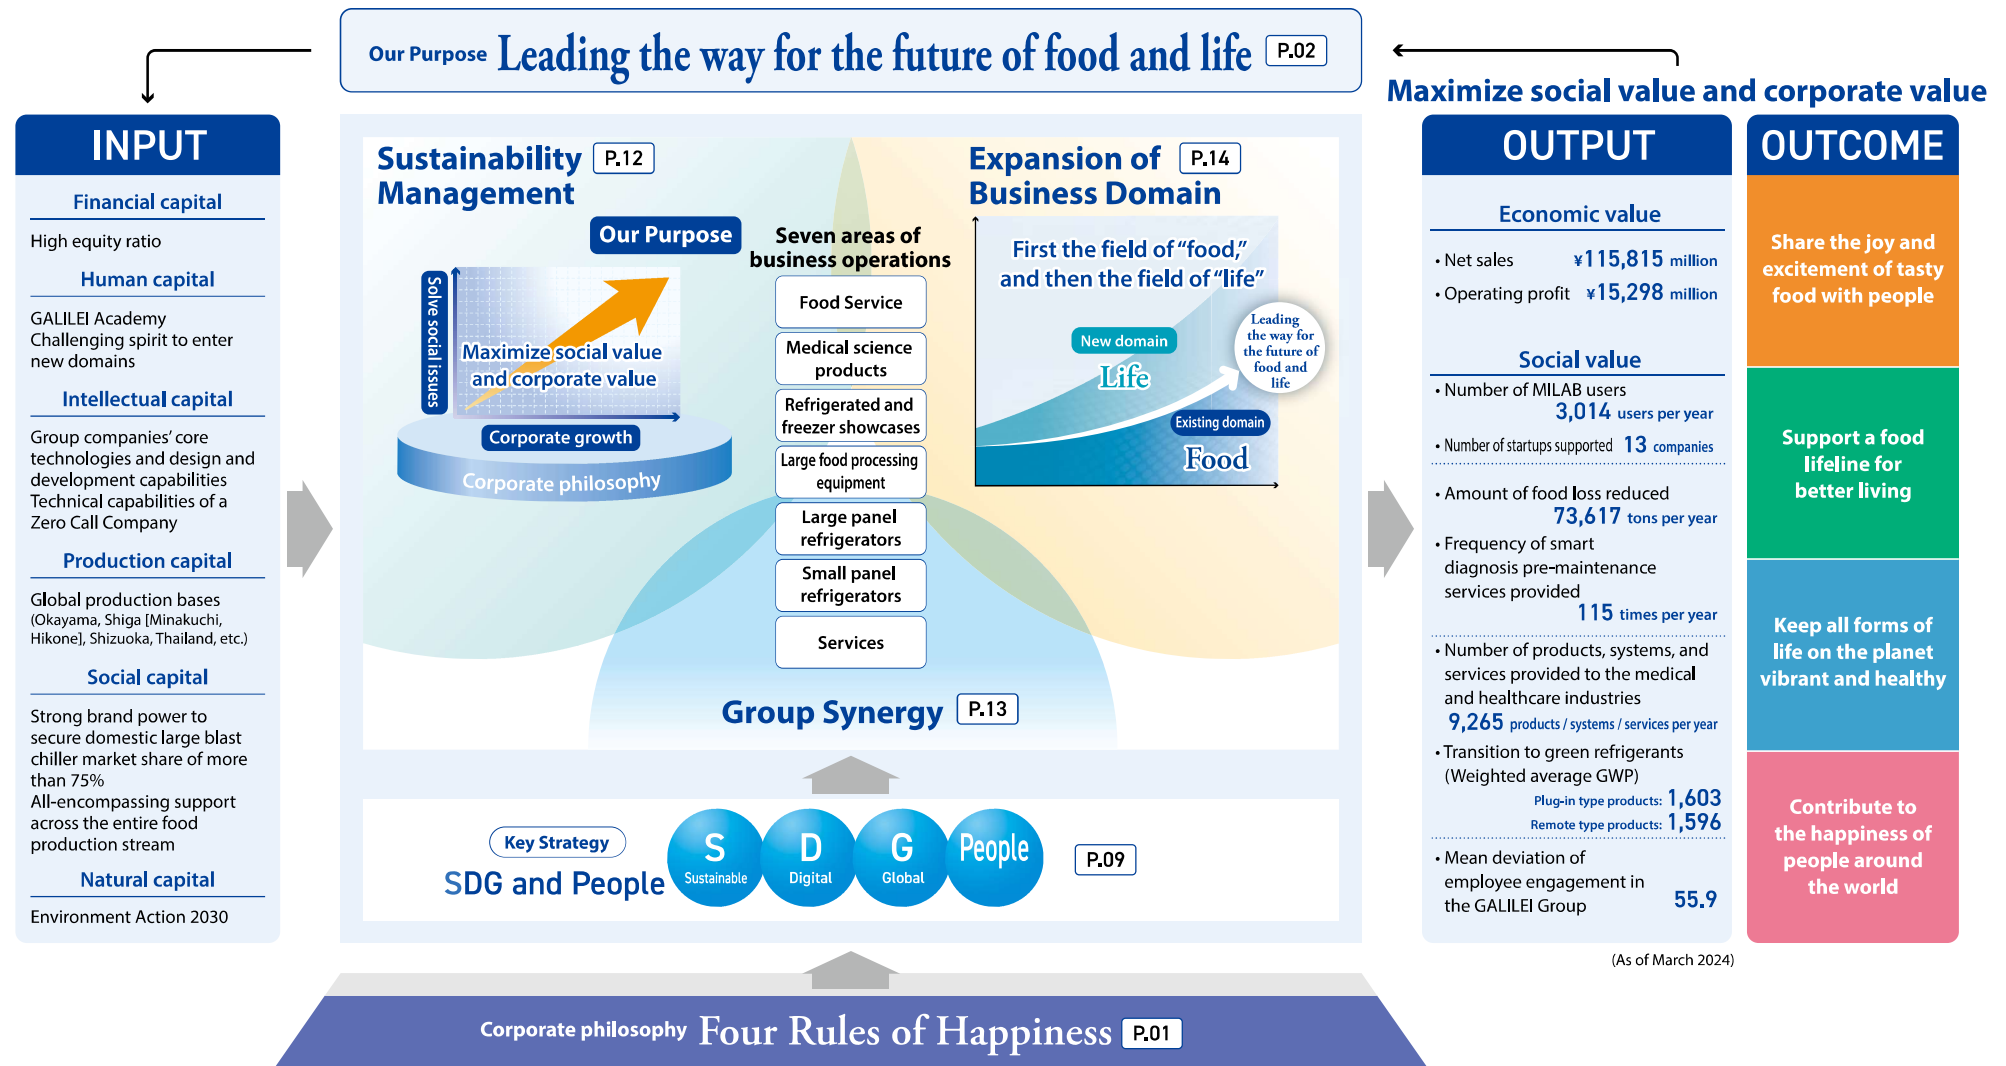 Our Purpose Leading the way for the future of food and life P.02
Maximize social value and corporate value
INPUT
Financial capital
High equity ratio
Human capital
GALILEI Academy
Challenging spirit to enter
new domains
Intellectual capital
Group companies' core
technologies and design and
development capabilities
Technical capabilities of a
Zero Call Company
Production capital
Global production bases
(Okayama, Shiga [Minakuchi,
Hikone], Shizuoka, Thailand, etc.)
Social capital
Strong brand power to
secure domestic large blast
chiller market share of more
than 75%
All-encompassing support
across the entire food
production stream
Natural capital
Environment Action 2030
Sustainability P.12
Management
Our Purpose
Solve social issues
Maximize social value
and corporate value
Corporate growth
Corporate philosophy
Seven areas of
business operations
Food Service
Medical science
products
Refrigerated and
freezer showcases
Large food processing
equipment
Large panel
refrigerators
Small panel
refrigerators
Services
Expansion of P.14
Business Domain
First the field of "food,"
and then the field of "life"
Leading
the way for
the future of
food and
life
New domain
Life
Existing domain
Food
Group Synergy P.13
Key Strategy
SDG and People
S
Sustainable
D
Digital
G
Global
People
P.09
Corporate philosophy Four Rules of Happiness P.01
OUTPUT
Economic value
• Net sales ¥115,815 million
• Operating profit ¥15,298 million
Social value
• Number of MILAB users
3,014 users per year
• Number of startups supported 13 companies
• Amount of food loss reduced
73,617 tons per year
• Frequency of smart
diagnosis pre-maintenance
services provided
115 times per year
• Number of products, systems, and
services provided to the medical
and healthcare industries
9,265 products / systems / services per year
• Transition to green refrigerants
(Weighted average GWP)
Plug-in type products: 1,603
Remote type products: 1,596
• Mean deviation of
employee engagement in
the GALILEI Group 55.9
(As of March 2024)
OUTCOME
Share the joy and
excitement of tasty
food with people
Support a food
lifeline for
better living
Keep all forms of
life on the planet
vibrant and healthy
Contribute to
the happiness of
people around
the world